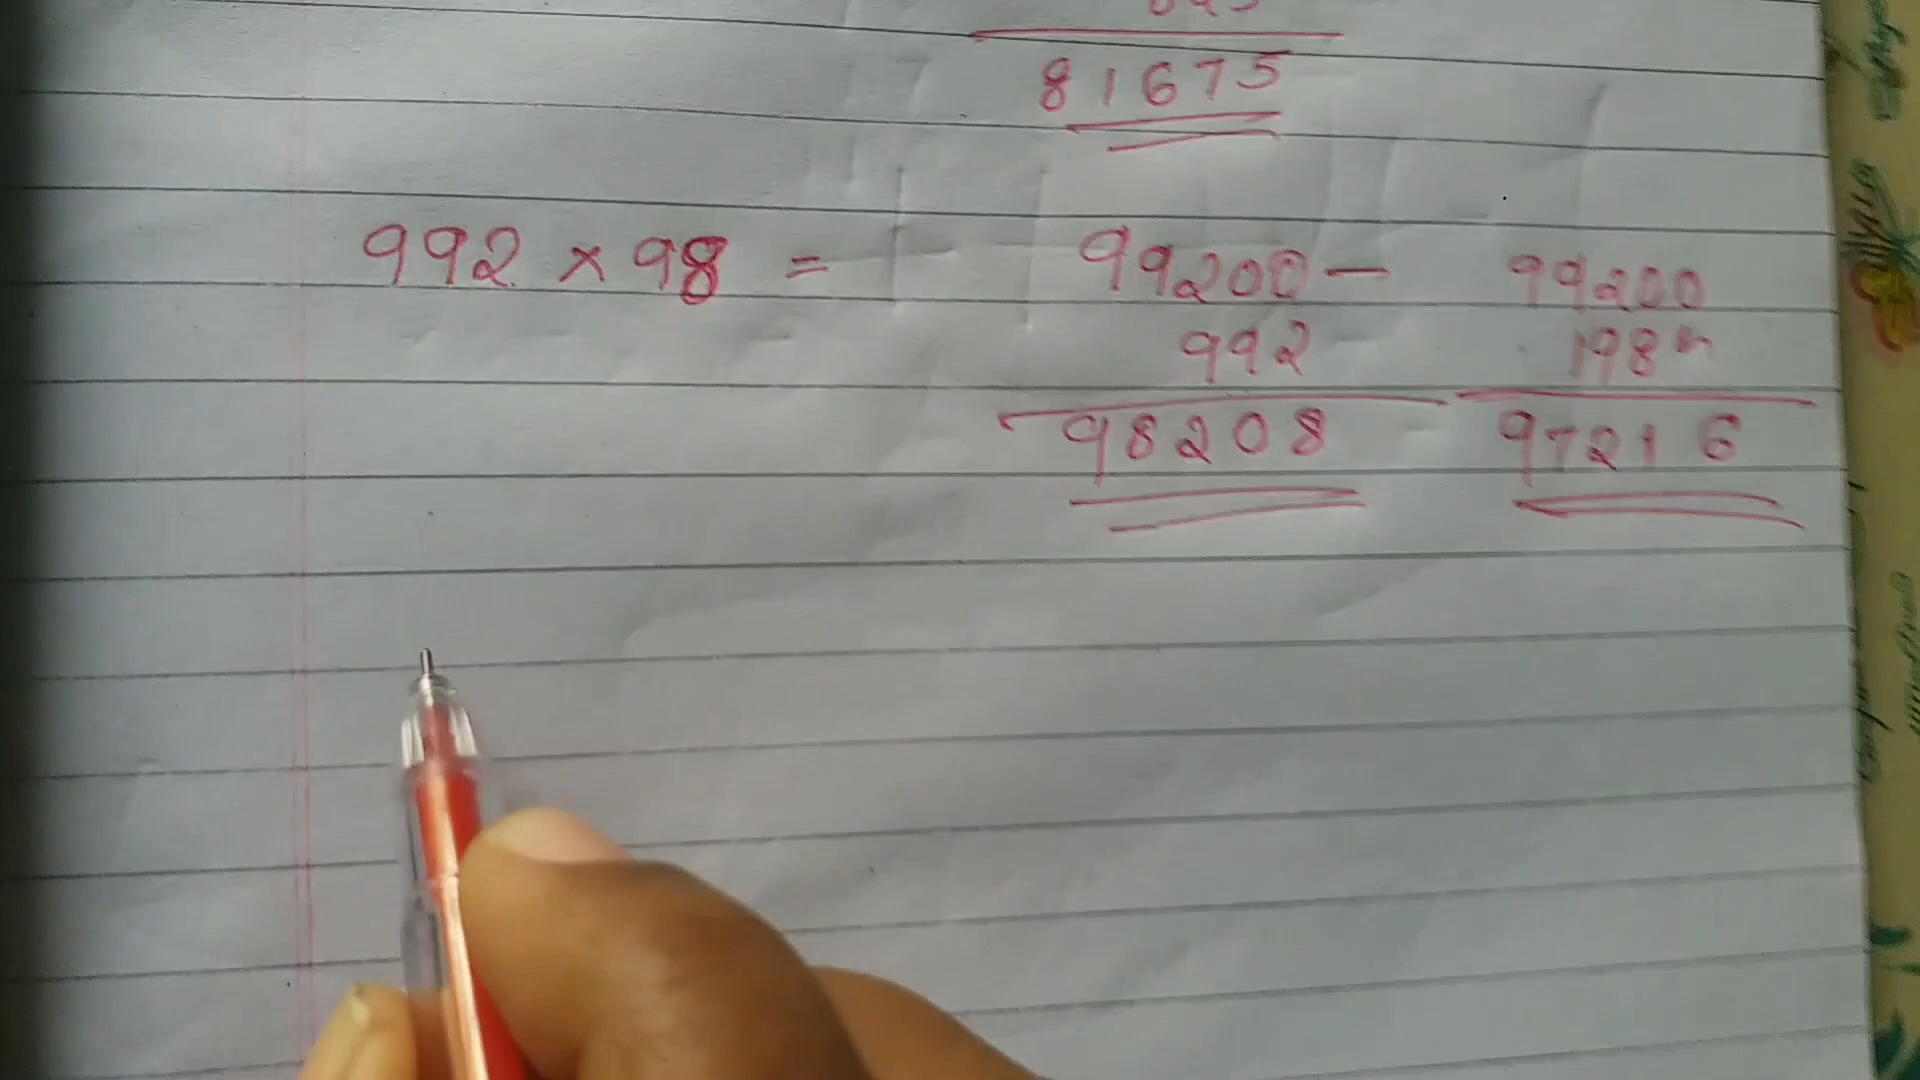 81675
992 × 98 = 99200 — 99200
992 198
98208 97216